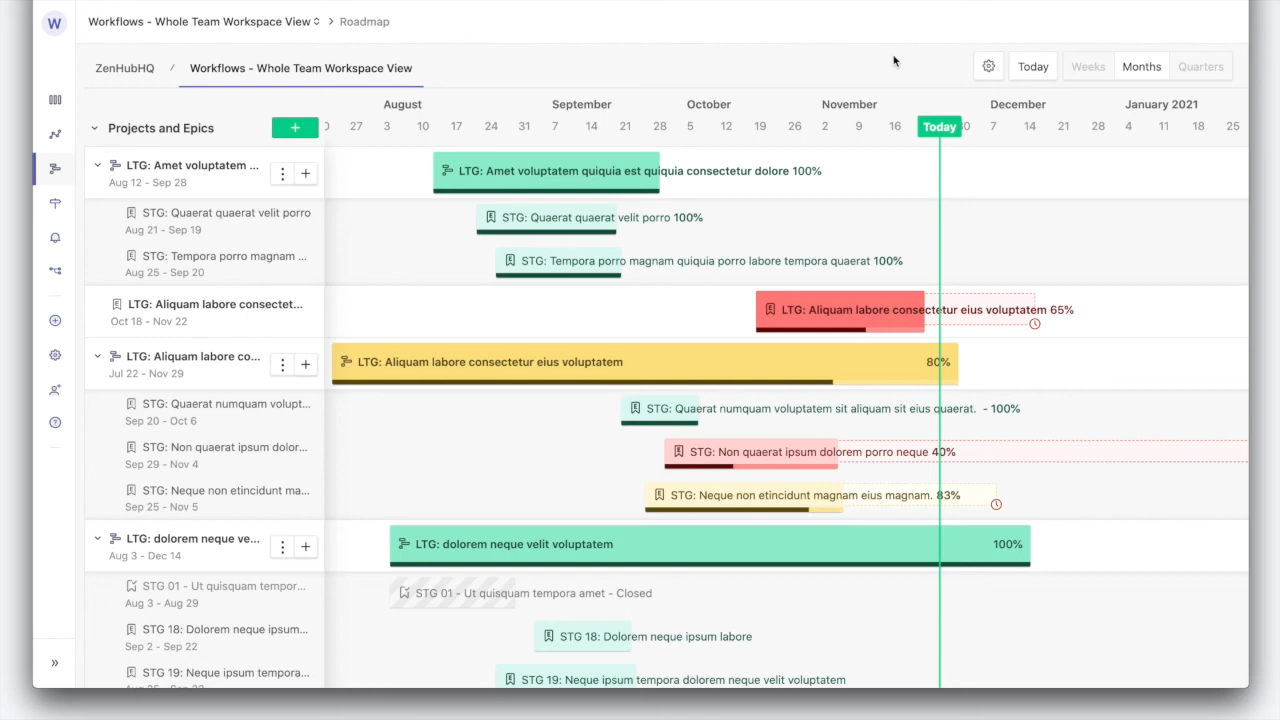 W
Workflows - Whole Team Workspace View > Roadmap
ZenHubHQ / Workflows - Whole Team Workspace View
Today
Weeks Months Quarters
August September October November December January 2021
Projects and Epics +
27 3 10 17 24 31 7 14 21 28 5 12 19 26 2 9 16 Today 7 14 21 28 4 11 18 25
LTG: Amet voluptatem ...
Aug 12 - Sep 28
LTG: Amet voluptatem quiquia est quiquia consectetur dolore 100%
STG: Quaerat quaerat velit porro
Aug 21 - Sep 19
STG: Quaerat quaerat velit porro 100%
STG: Tempora porro magnam ...
Aug 25 - Sep 20
STG: Tempora porro magnam quiquia porro labore tempora quaerat 100%
LTG: Aliquam labore consectet...
Oct 18 - Nov 22
LTG: Aliquam labore consectetur eius voluptatem 65%
LTG: Aliquam labore co...
Jul 22 - Nov 29
LTG: Aliquam labore consectetur eius voluptatem 80%
STG: Quaerat numquam volupt...
Sep 20 - Oct 6
STG: Quaerat numquam voluptatem sit aliquam sit eius quaerat. - 100%
STG: Non quaerat ipsum dolor...
Sep 29 - Nov 4
STG: Non quaerat ipsum dolorem porro neque 40%
STG: Neque non etincidunt ma...
Sep 25 - Nov 5
STG: Neque non etincidunt magnam eius magnam. 83%
LTG: dolorem neque ve...
Aug 3 - Dec 14
LTG: dolorem neque velit voluptatem 100%
STG 01 - Ut quisquam tempor...
Aug 3 - Aug 29
STG 01 - Ut quisquam tempora amet - Closed
STG 18: Dolorem neque ipsum...
Sep 2 - Sep 22
STG 18: Dolorem neque ipsum labore
STG 19: Neque ipsum tempora...
STG 19: Neque ipsum tempora dolorem neque velit voluptatem